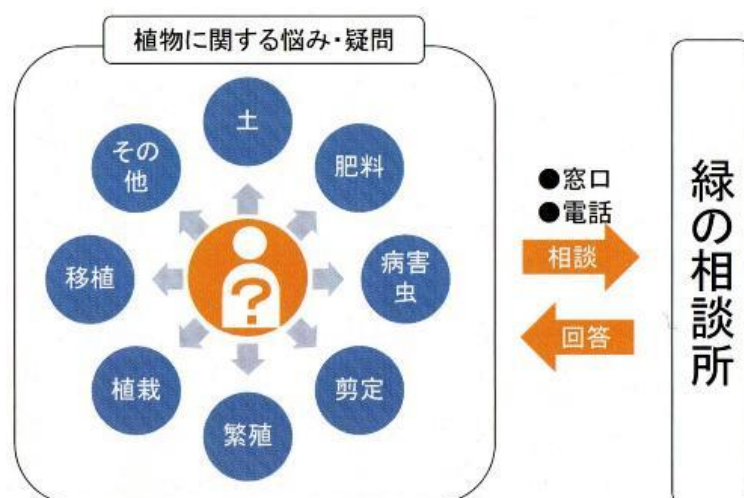 植物に関する悩み・疑問
土
肥料
病害
虫
剪定
繁殖
植栽
移植
その
他
?
●窓口
●電話
相談
回答
緑の相談所